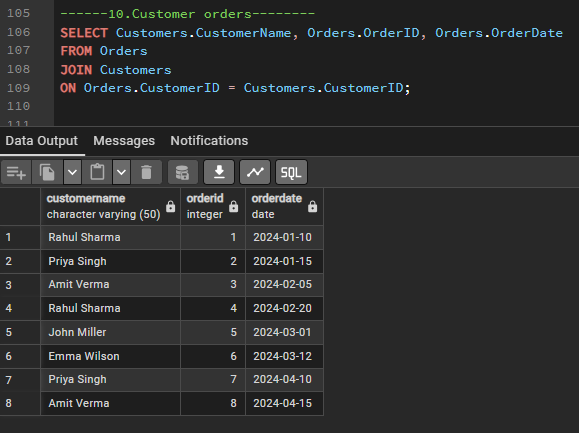 105 ------10.Customer orders--------
106 SELECT Customers.CustomerName, Orders.OrderID, Orders.OrderDate
107 FROM Orders
108 JOIN Customers
109 ON Orders.CustomerID = Customers.CustomerID;
110
111
Data Output Messages Notifications
SQL
customername orderid orderdate
character varying (50) integer date
1 Rahul Sharma 1 2024-01-10
2 Priya Singh 2 2024-01-15
3 Amit Verma 3 2024-02-05
4 Rahul Sharma 4 2024-02-20
5 John Miller 5 2024-03-01
6 Emma Wilson 6 2024-03-12
7 Priya Singh 7 2024-04-10
8 Amit Verma 8 2024-04-15